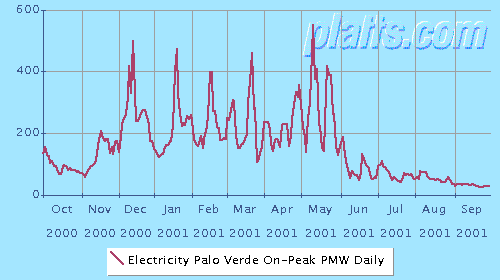 600
platts.com
400
200
0
Oct Nov Dec Jan Feb Mar Apr May Jun Jul Aug Sep
2000 2000 2000 2001 2001 2001 2001 2001 2001 2001 2001 2001
Electricity Palo Verde On-Peak PMW Daily